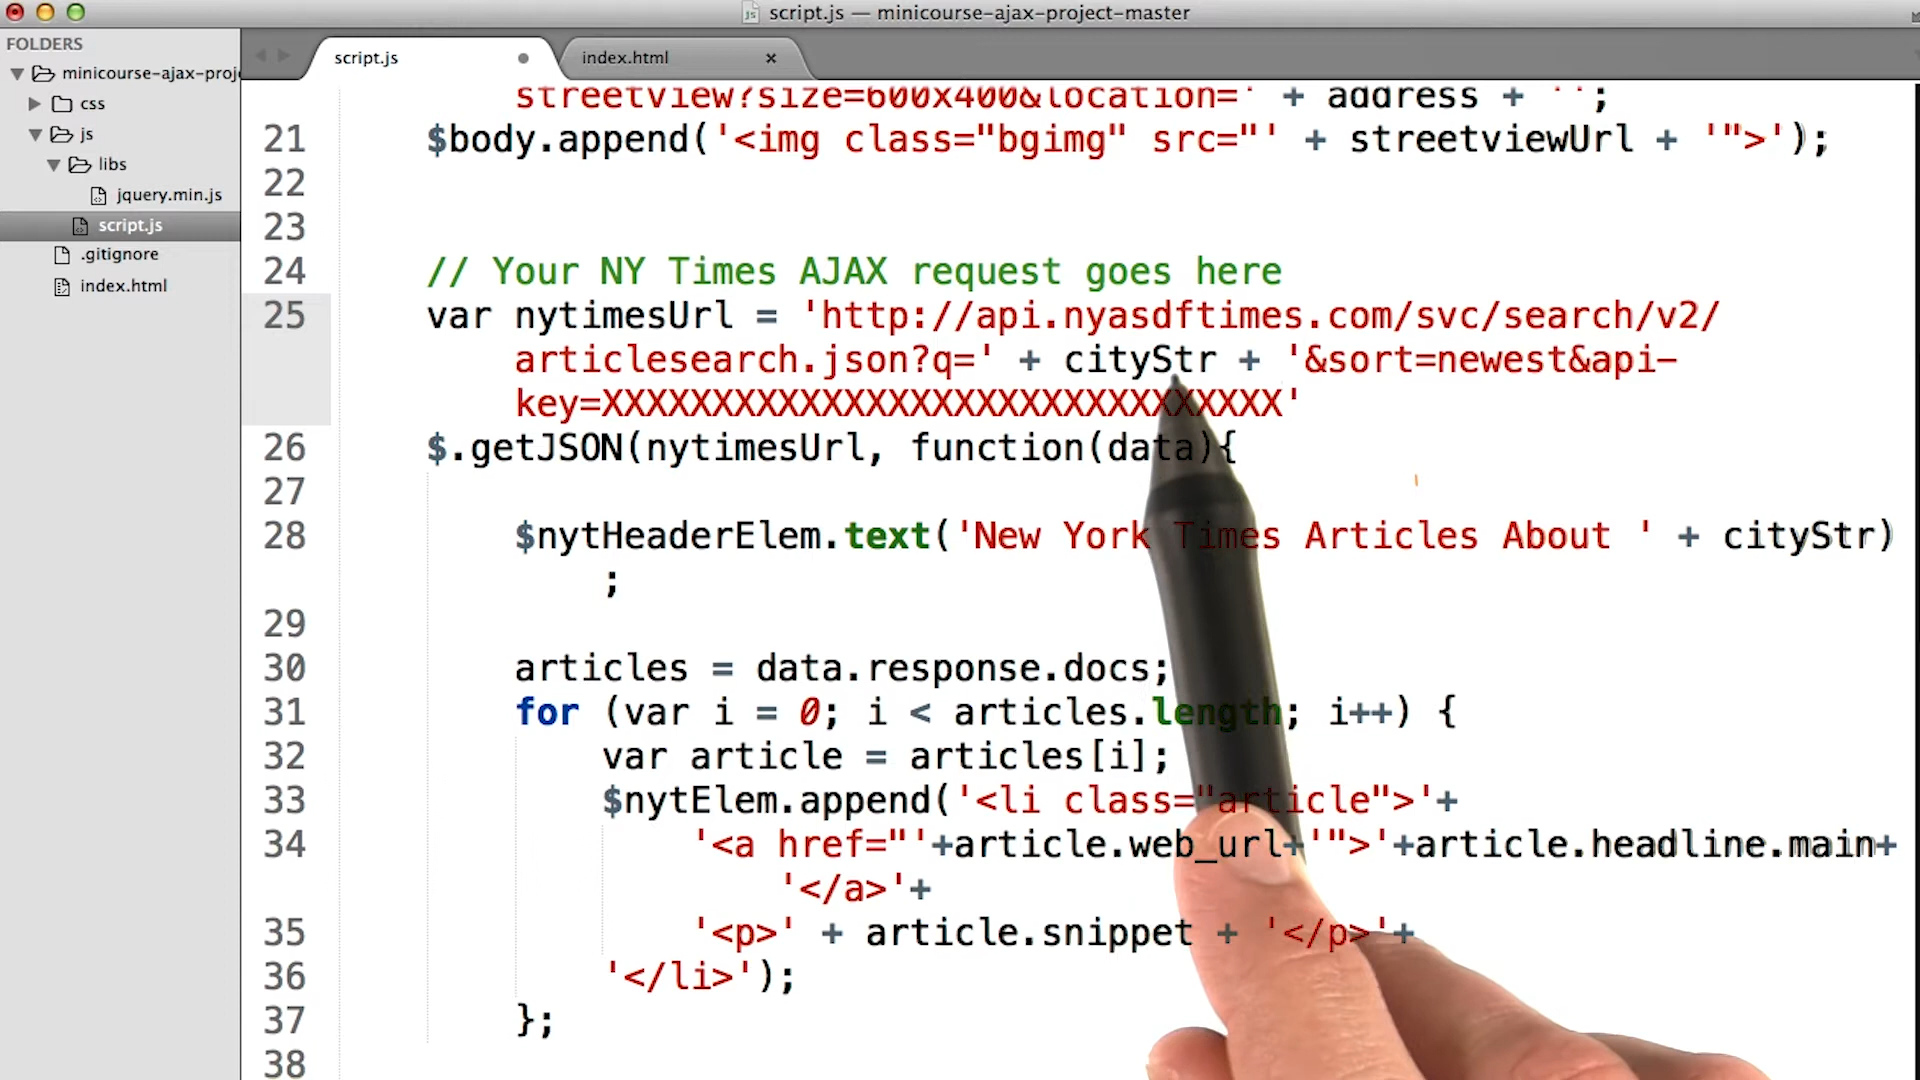 script.js — minicourse-ajax-project-master
FOLDERS
minicourse-ajax-proj
css
js
libs
jquery.min.js
script.js
.gitignore
index.html
script.js
index.html
streetview?size=600x400&location=' + address + '';
21 $body.append('<img class="bgimg" src="' + streetviewUrl + '">');
22
23
24 // Your NY Times AJAX request goes here
25 var nytimesUrl = 'http://api.nyasdftimes.com/svc/search/v2/
articlesearch.json?q=' + cityStr + '&sort=newest&api-
key=XXXXXXXXXXXXXXXXXXXXXXXXXXXXXXX'
26 $.getJSON(nytimesUrl, function(data){
27
28 $nytHeaderElem.text('New York Times Articles About ' + cityStr)
;
29
30 articles = data.response.docs;
31 for (var i = 0; i < articles.length; i++) {
32 var article = articles[i];
33 $nytElem.append('<li class="article">'+
34 '<a href="'+article.web_url+'">'+article.headline.main+
'</a>'+
35 '<p>' + article.snippet + '</p>'+
36 '</li>');
37 };
38